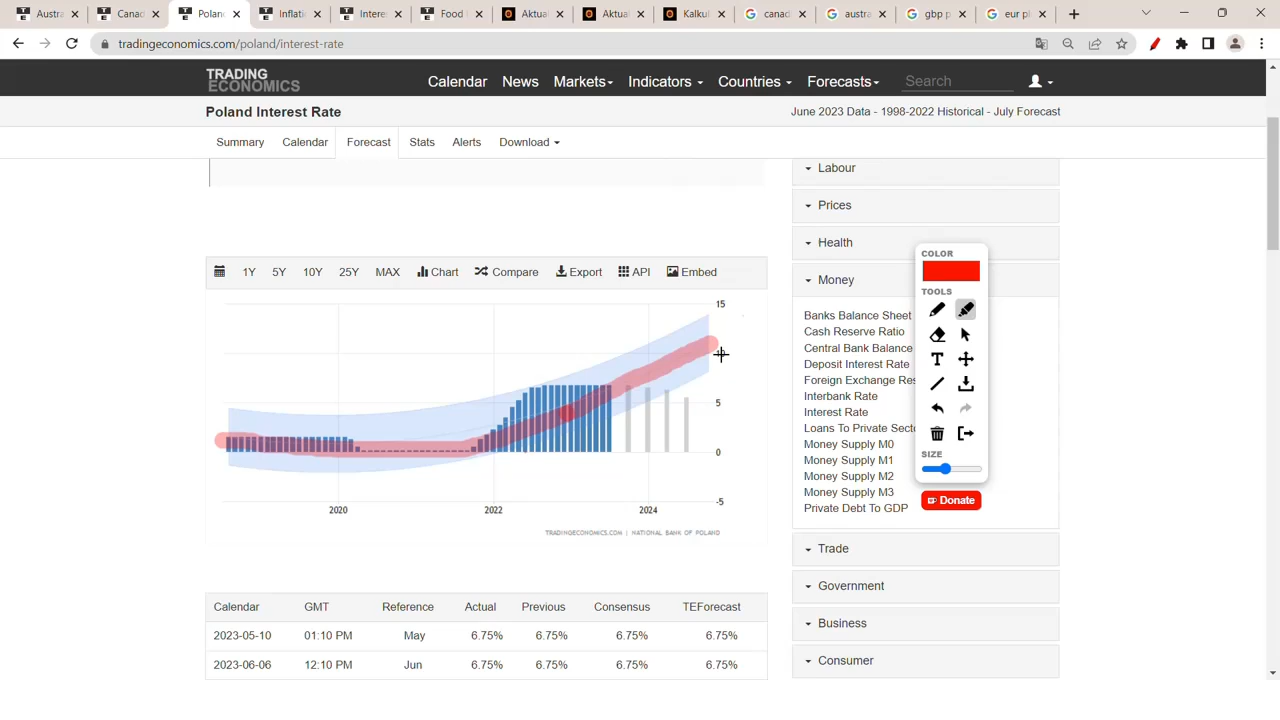 Austra
Canad
Polan
Inflati
Intere
Food
Aktual
Aktual
Kalkul
canad
austra
gbp p
eur pl
tradingeconomics.com/poland/interest-rate
TRADING
ECONOMICS
Calendar News Markets Indicators Countries Forecasts Search
Poland Interest Rate
June 2023 Data - 1998-2022 Historical - July Forecast
Summary Calendar Forecast Stats Alerts Download
1Y 5Y 10Y 25Y MAX Chart Compare Export API Embed
15
10
5
0
-5
2020 2022 2024
TRADINGECONOMICS.COM | NATIONAL BANK OF POLAND
Calendar GMT Reference Actual Previous Consensus TEForecast
2023-05-10 01:10 PM May 6.75% 6.75% 6.75% 6.75%
2023-06-06 12:10 PM Jun 6.75% 6.75% 6.75% 6.75%
Labour
Prices
Health
Money
Banks Balance Sheet
Cash Reserve Ratio
Central Bank Balance
Deposit Interest Rate
Foreign Exchange Res
Interbank Rate
Interest Rate
Loans To Private Secto
Money Supply M0
Money Supply M1
Money Supply M2
Money Supply M3
Private Debt To GDP
Trade
Government
Business
Consumer
COLOR
TOOLS
SIZE
Donate